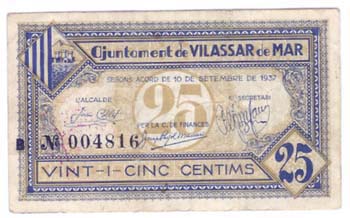 Ajuntament de VILASSAR de MAR
SEGONS ACORD DE 10 DE SETEMBRE DE 1937
L'ALCALDE
EL SECRETARI
25
PER LA C. DE FINANCES
B Nº 004816
VINT-I-CINC CENTIMS
25